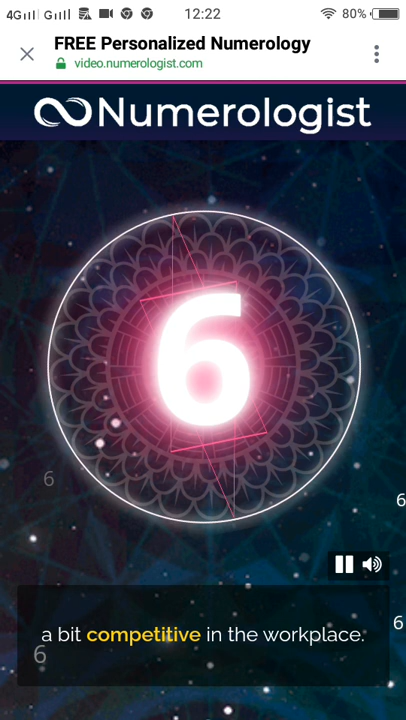 4G G 12:22 80%
FREE Personalized Numerology
video.numerologist.com
Numerologist
6
6
6
a bit competitive in the workplace.
6
6